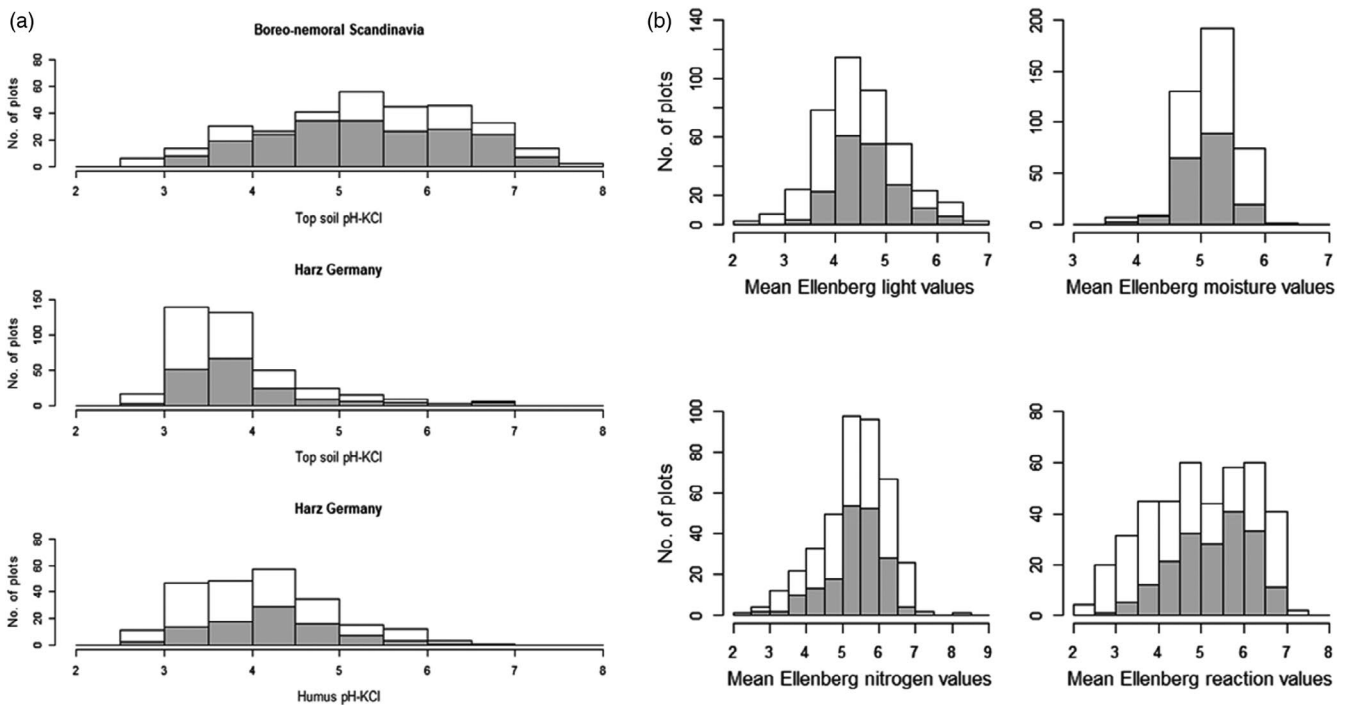 (a)
Boreo-nemoral Scandinavia
No. of plots
0 20 40 60 80
2 3 4 5 6 7 8
Top soil pH-KCl
Harz Germany
No. of plots
0 50 100 150
2 3 4 5 6 7 8
Top soil pH-KCl
Harz Germany
No. of plots
0 20 40 60 80
2 3 4 5 6 7 8
Humus pH-KCl
(b)
No. of plots
0 20 60 100 140
2 3 4 5 6 7
Mean Ellenberg light values
0 50 100 150 200
3 4 5 6 7
Mean Ellenberg moisture values
No. of plots
0 20 40 60 80 100
2 3 4 5 6 7 8 9
Mean Ellenberg nitrogen values
0 20 40 60 80
2 3 4 5 6 7 8
Mean Ellenberg reaction values